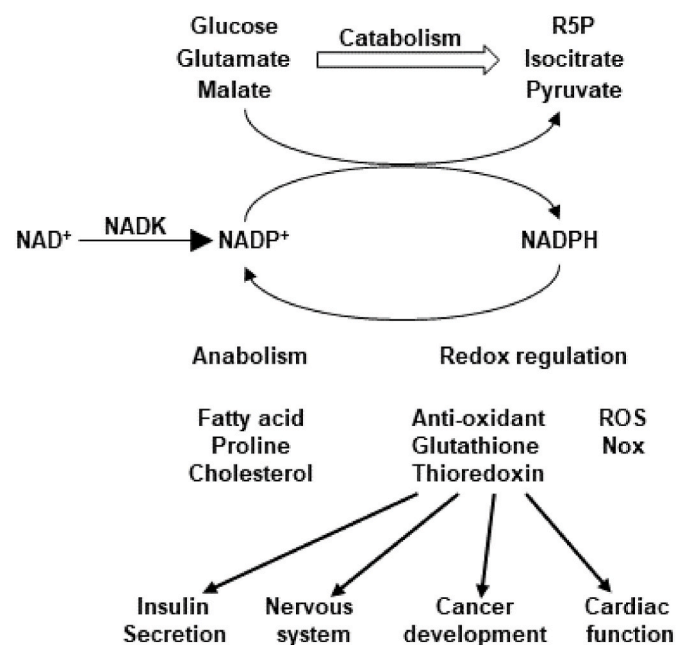 Glucose
Glutamate
Malate
Catabolism
R5P
Isocitrate
Pyruvate
NAD⁺
NADK
NADP⁺
NADPH
Anabolism
Redox regulation
Fatty acid
Proline
Cholesterol
Anti-oxidant
Glutathione
Thioredoxin
ROS
Nox
Insulin
Secretion
Nervous
system
Cancer
development
Cardiac
function